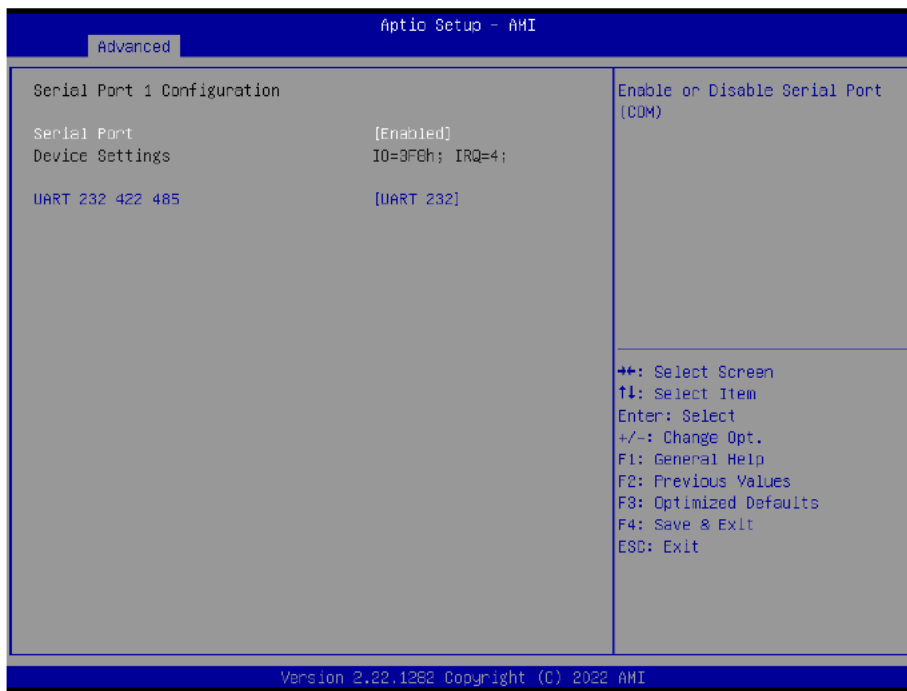 Aptio Setup - AMI
Advanced
Serial Port 1 Configuration
Serial Port [Enabled]
Device Settings IO=3F8h; IRQ=4;
UART 232 422 485 [UART 232]
Enable or Disable Serial Port
(COM)
→←: Select Screen
↑↓: Select Item
Enter: Select
+/-: Change Opt.
F1: General Help
F2: Previous Values
F3: Optimized Defaults
F4: Save & Exit
ESC: Exit
Version 2.22.1282 Copyright (C) 2022 AMI